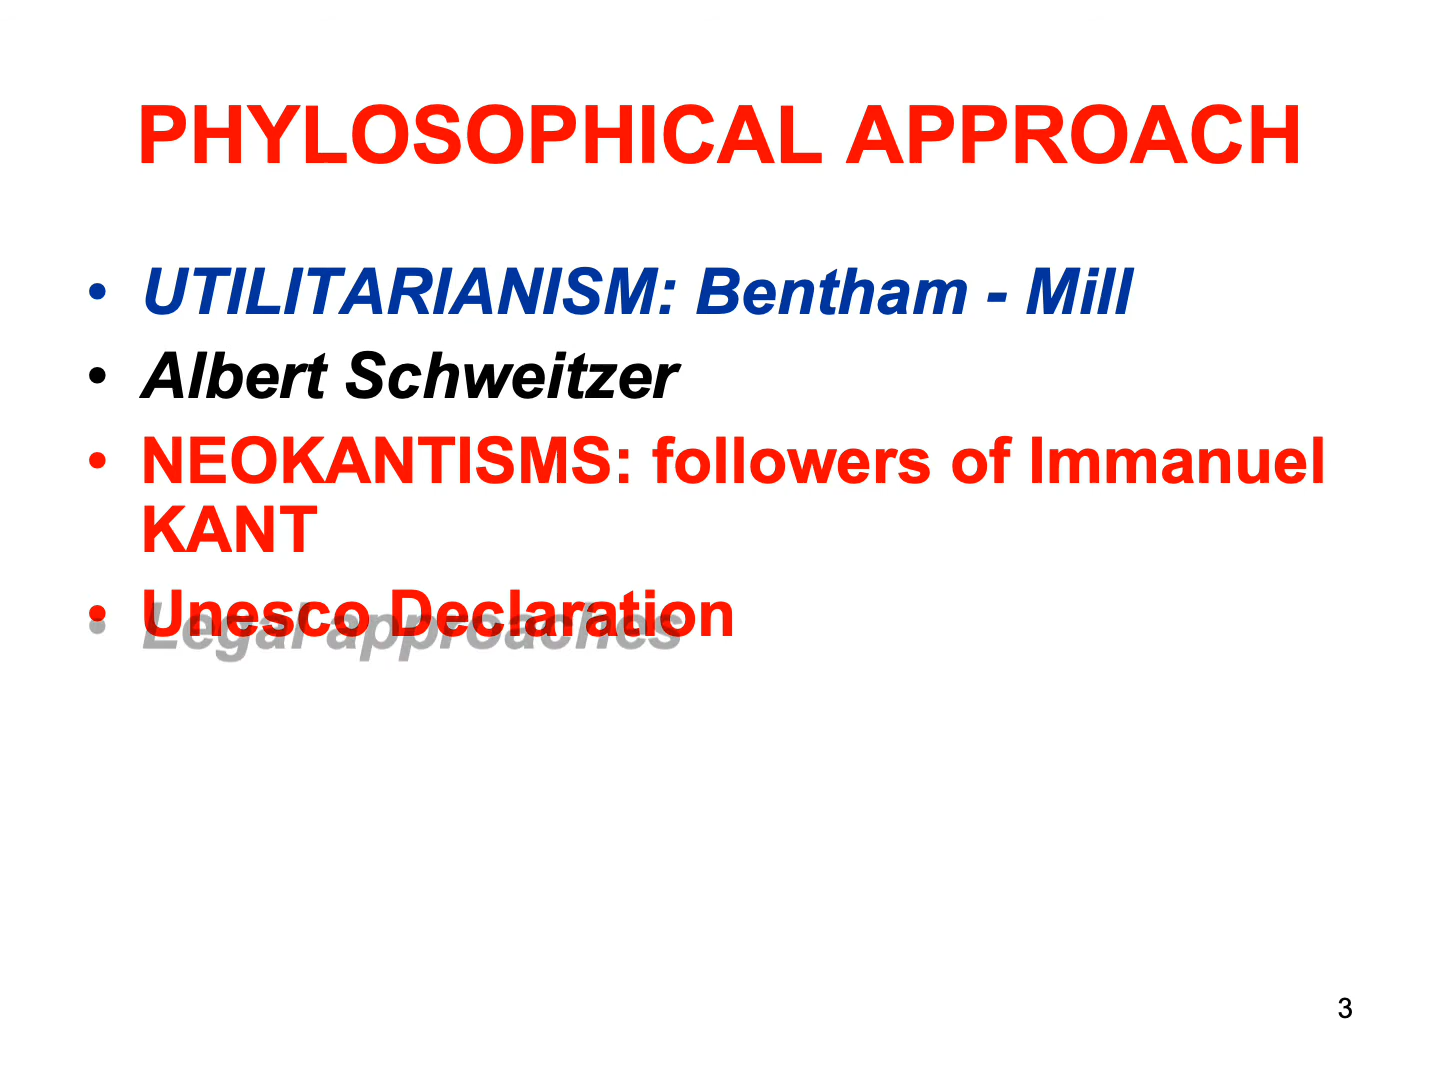 PHYLOSOPHICAL APPROACH
• UTILITARIANISM: Bentham - Mill
• Albert Schweitzer
• NEOKANTISMS: followers of Immanuel
KANT
• Unesco Declaration
• Legal approaches
3